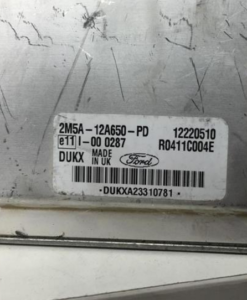 2M5A-12A650-PD 12220510
e11 I-00 0287 R0411C004E
DUKX MADE IN UK Ford
•DUKXA23310781•